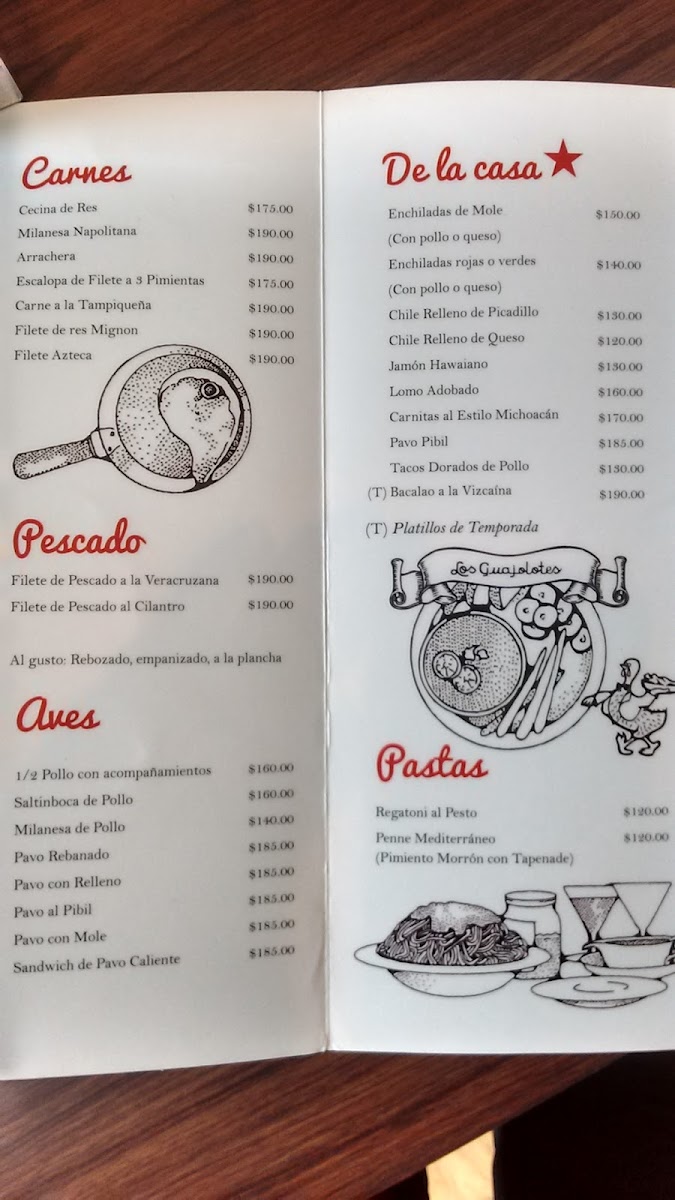 Carnes
Cecina de Res $175.00
Milanesa Napolitana $190.00
Arrachera $190.00
Escalopa de Filete a 3 Pimientas $175.00
Carne a la Tampiqueña $190.00
Filete de res Mignon $190.00
Filete Azteca $190.00
Pescado
Filete de Pescado a la Veracruzana $190.00
Filete de Pescado al Cilantro $190.00
Al gusto: Rebozado, empanizado, a la plancha
Aves
1/2 Pollo con acompañamientos $160.00
Saltinboca de Pollo $160.00
Milanesa de Pollo $140.00
Pavo Rebanado $185.00
Pavo con Relleno $185.00
Pavo al Pibil $185.00
Pavo con Mole $185.00
Sandwich de Pavo Caliente $185.00
De la casa
Enchiladas de Mole $150.00
(Con pollo o queso)
Enchiladas rojas o verdes $140.00
(Con pollo o queso)
Chile Relleno de Picadillo $130.00
Chile Relleno de Queso $120.00
Jamón Hawaiano $130.00
Lomo Adobado $160.00
Carnitas al Estilo Michoacán $170.00
Pavo Pibil $185.00
Tacos Dorados de Pollo $130.00
(T) Bacalao a la Vizcaína $190.00
(T) Platillos de Temporada
Los Guajolotes
Pastas
Regatoni al Pesto $120.00
Penne Mediterráneo $120.00
(Pimiento Morrón con Tapenade)